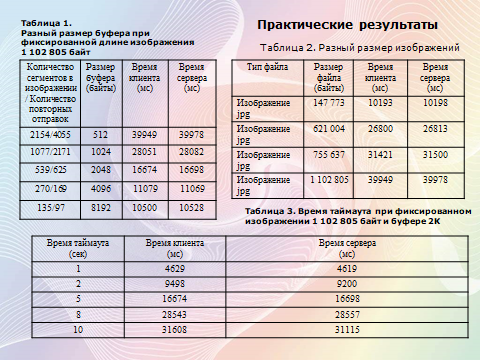 Таблица 1.
Разный размер буфера при
фиксированной длине изображения
1 102 805 байт
Количество сегментов в изображении / Количество повторных отправок Размер буфера (байты) Время клиента (мс) Время сервера (мс)
2154/4055 512 39949 39978
1077/2171 1024 28051 28082
539/625 2048 16674 16698
270/169 4096 11079 11069
135/97 8192 10500 10528
Практические результаты
Таблица 2. Разный размер изображений
Тип файла Размер файла (байты) Время клиента (мс) Время сервера (мс)
Изображение jpg 147 773 10193 10198
Изображение jpg 621 004 26800 26813
Изображение jpg 755 637 31421 31500
Изображение jpg 1 102 805 39949 39978
Таблица 3. Время таймаута при фиксированном
изображении 1 102 805 байт и буфере 2К
Время таймаута (сек) Время клиента (мс) Время сервера (мс)
1 4629 4619
2 9498 9200
5 16674 16698
8 28543 28557
10 31608 31115